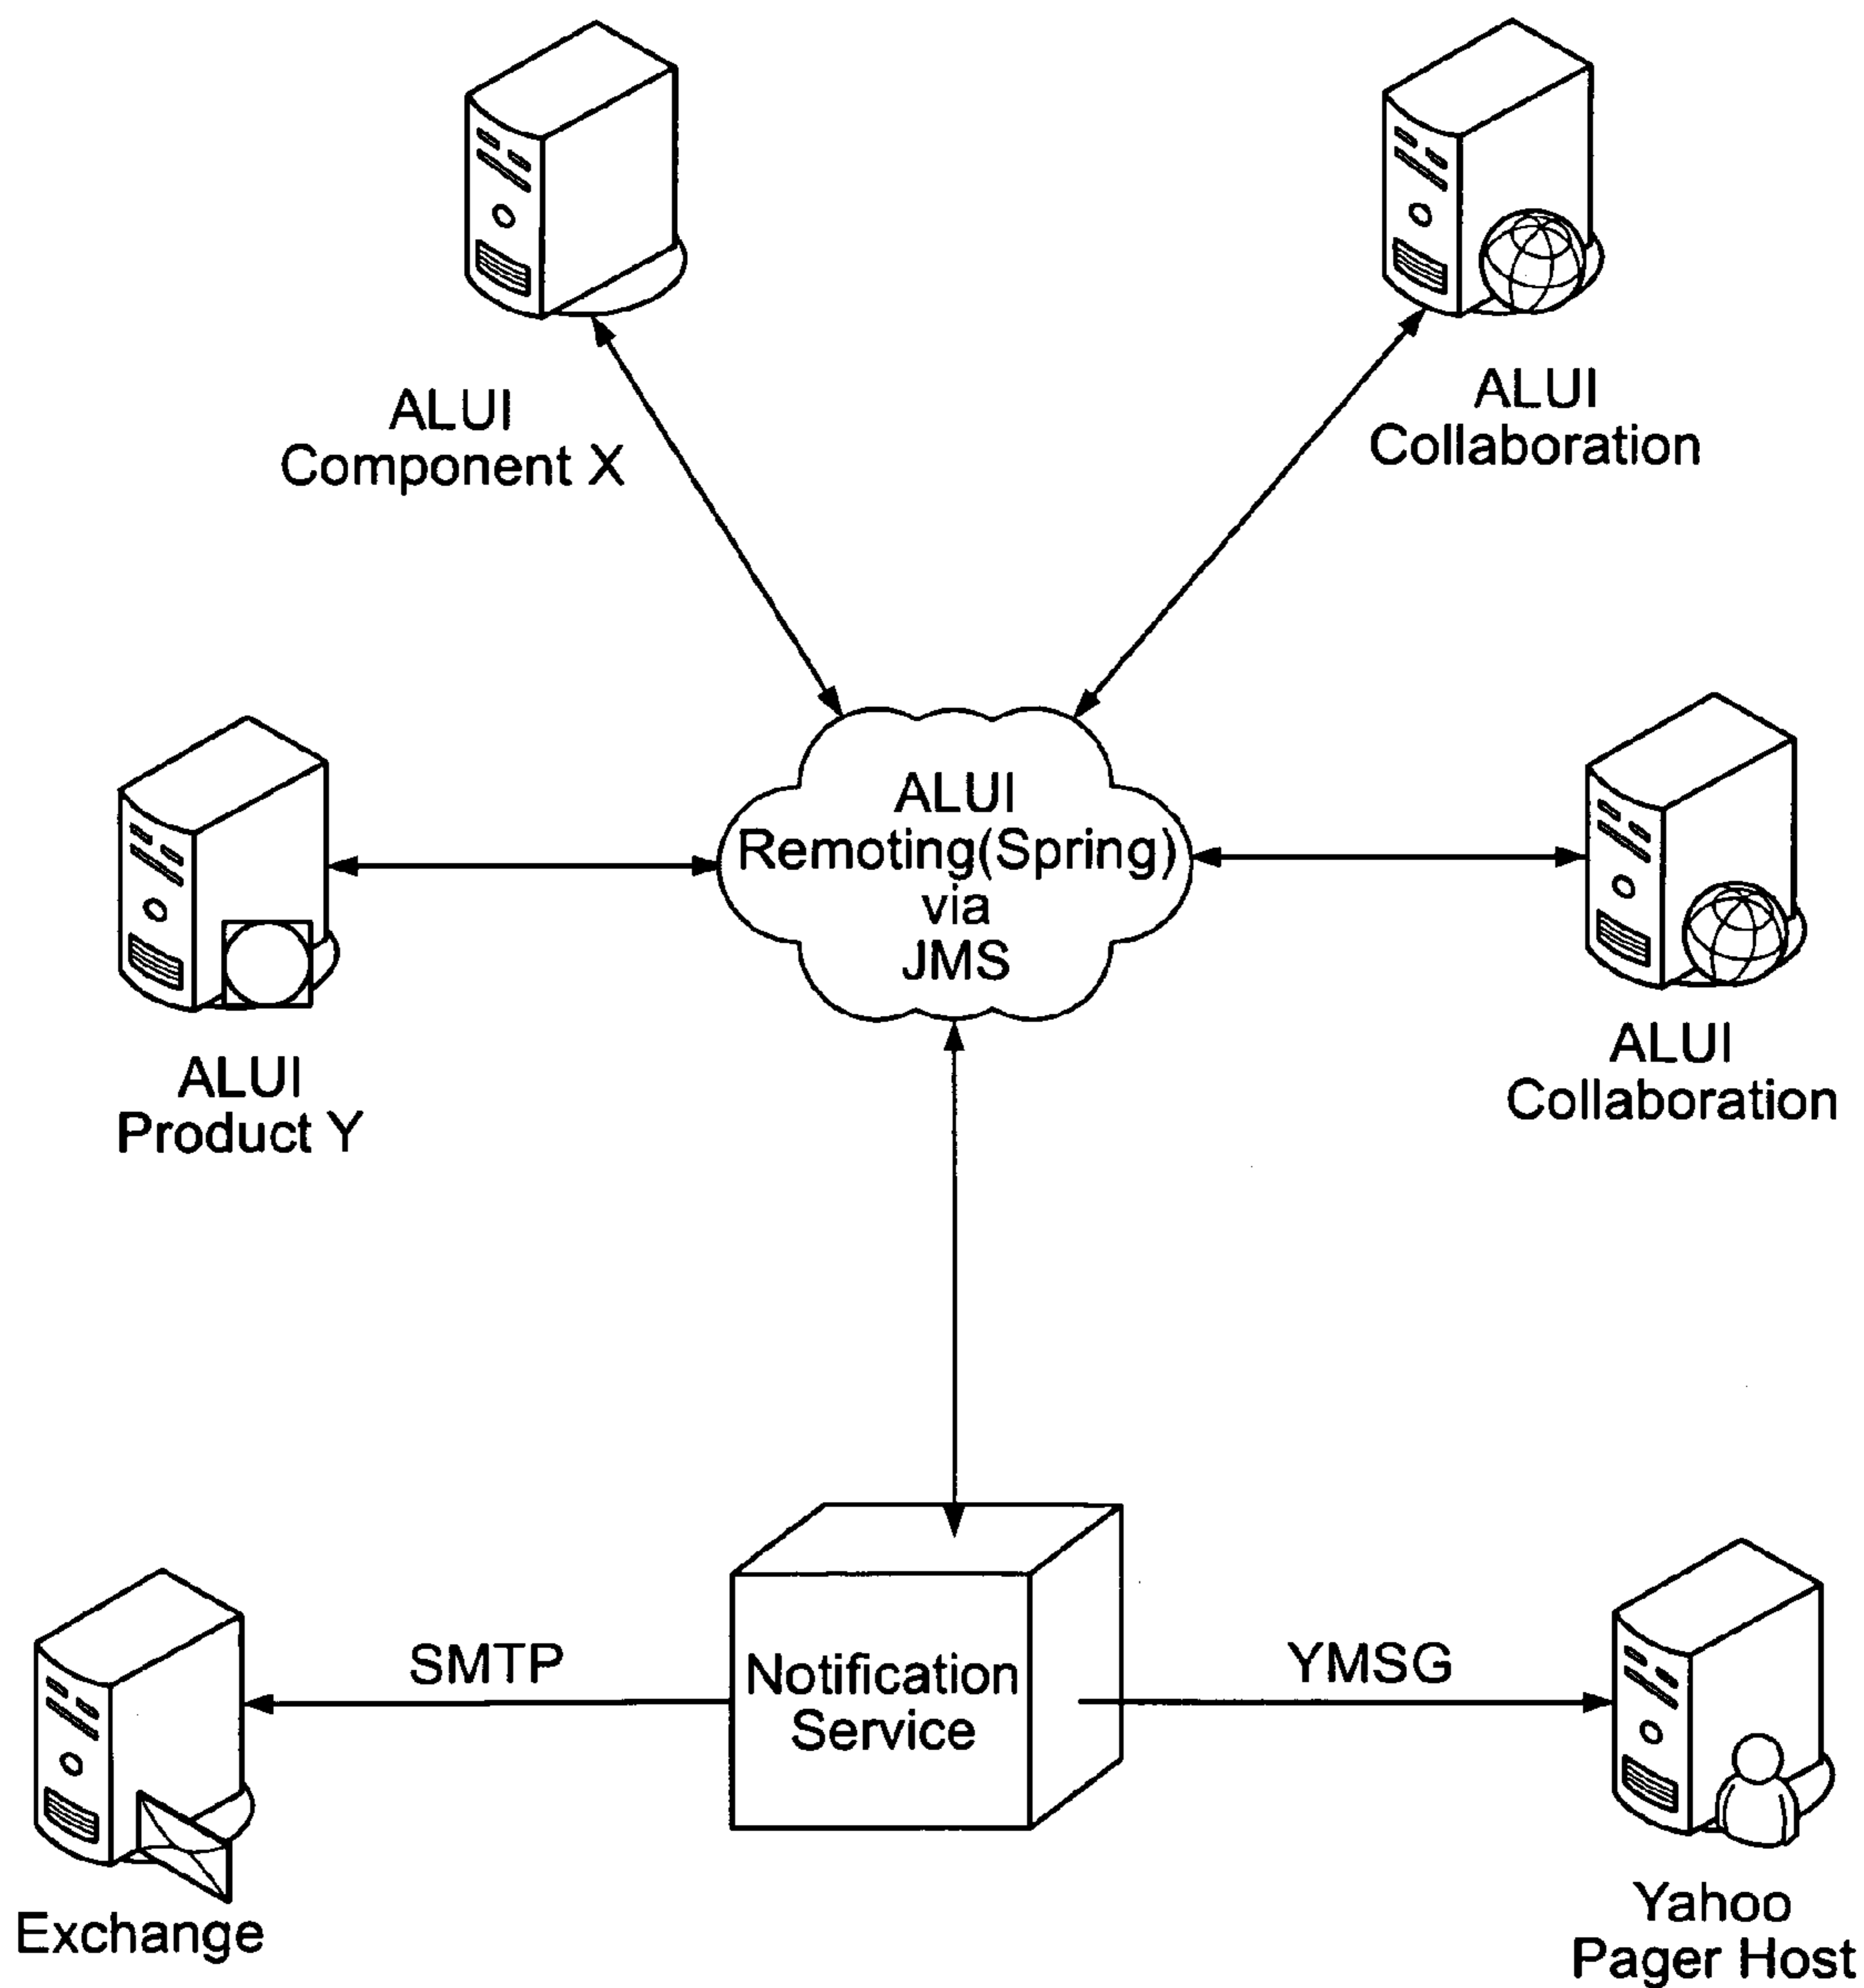 ALUI
Component X
ALUI
Collaboration
ALUI
Remoting(Spring)
via
JMS
ALUI
Product Y
ALUI
Collaboration
SMTP
Notification
Service
YMSG
Exchange
Yahoo
Pager Host